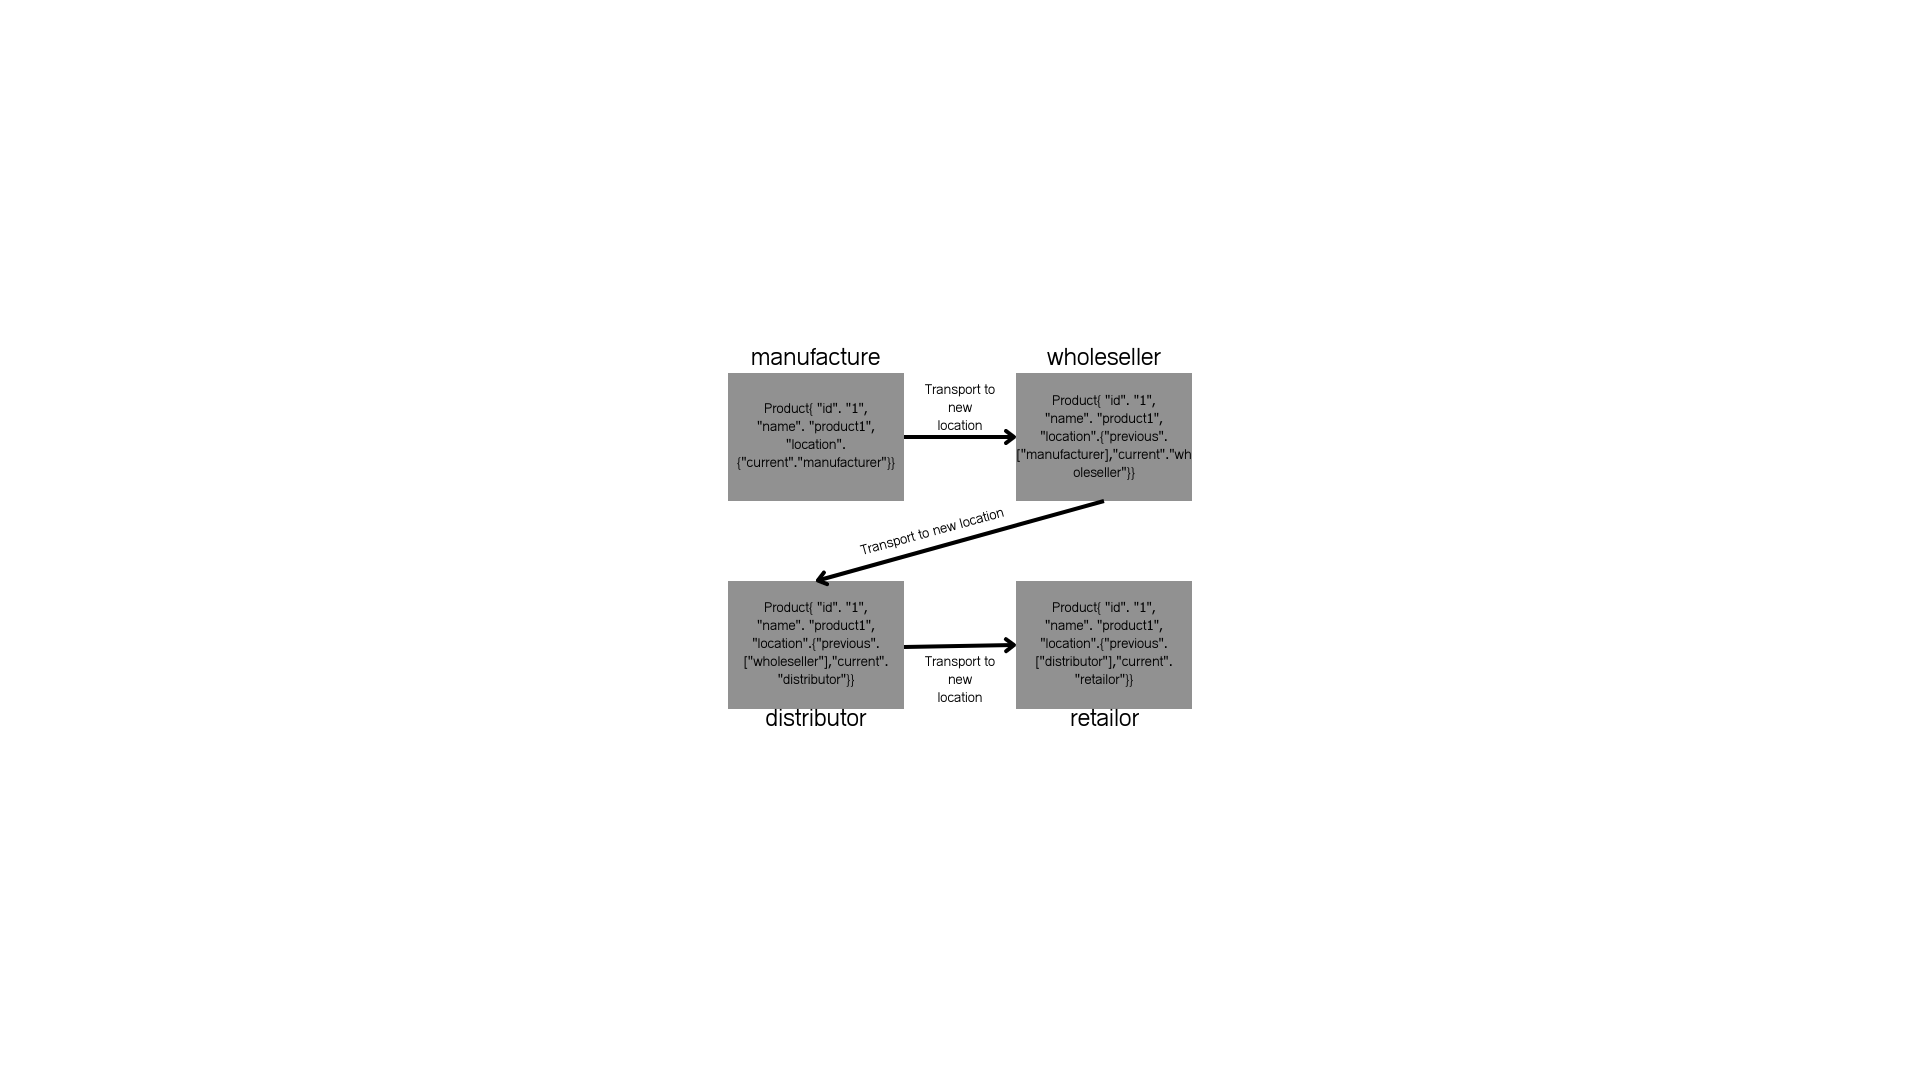 manufacture
Product{ "id". "1",
"name". "product1",
"location".
{"current"."manufacturer"}}
Transport to
new
location
wholeseller
Product{ "id". "1",
"name". "product1",
"location".{"previous".
["manufacturer],"current"."wh
oleseller"}}
Transport to new location
Product{ "id". "1",
"name". "product1",
"location".{"previous".
["wholeseller"],"current".
"distributor"}}
distributor
Transport to
new
location
Product{ "id". "1",
"name". "product1",
"location".{"previous".
["distributor"],"current".
"retailor"}}
retailor